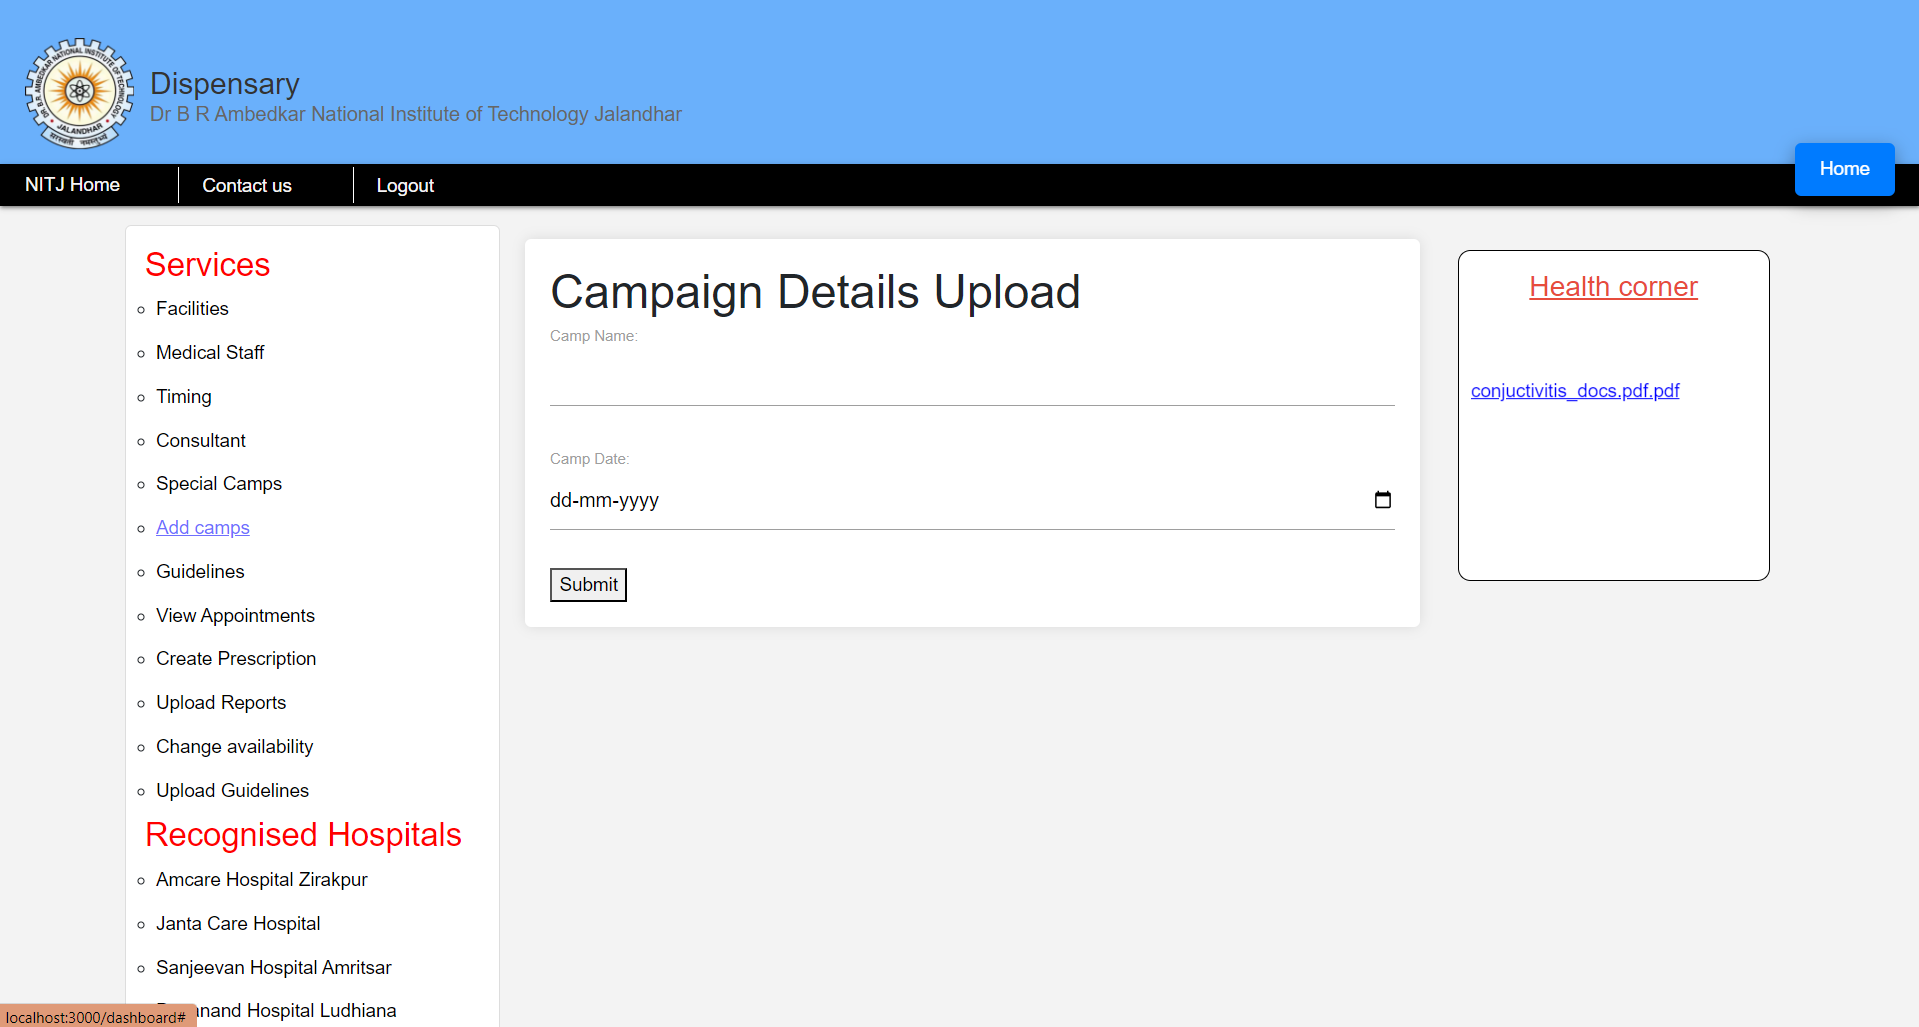 DR B.R. AMBEDKAR NATIONAL INSTITUTE OF TECHNOLOGY
JALANDHAR
Dispensary
Dr B R Ambedkar National Institute of Technology Jalandhar
NITJ Home
Contact us
Logout
Home
Services
Facilities
Medical Staff
Timing
Consultant
Special Camps
Add camps
Guidelines
View Appointments
Create Prescription
Upload Reports
Change availability
Upload Guidelines
Recognised Hospitals
Amcare Hospital Zirakpur
Janta Care Hospital
Sanjeevan Hospital Amritsar
Hospital Ludhiana
localhost:3000/dashboard#
Campaign Details Upload
Camp Name:
Camp Date:
dd-mm-yyyy
Submit
Health corner
conjuctivitis_docs.pdf.pdf